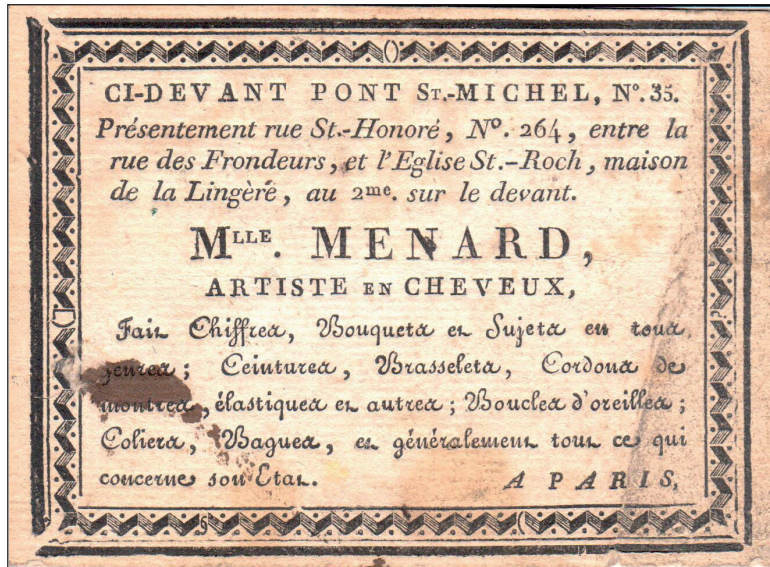 CI-DEVANT PONT ST.-MICHEL, Nº. 35.
Présentement rue St.-Honoré, Nº. 264, entre la
rue des Frondeurs, et l'Eglise St.-Roch, maison
de la Lingèré, au 2me. sur le devant.
MLLE. MENARD,
ARTISTE EN CHEVEUX,
Fait Chiffres, Bouquets et Sujets en tous
genres; Ceintures, Brasselets, Cordons de
montres, élastiques et autres; Boucles d'oreilles;
Coliers, Bagues, et généralement tout ce qui
concerne son Etat. A PARIS,